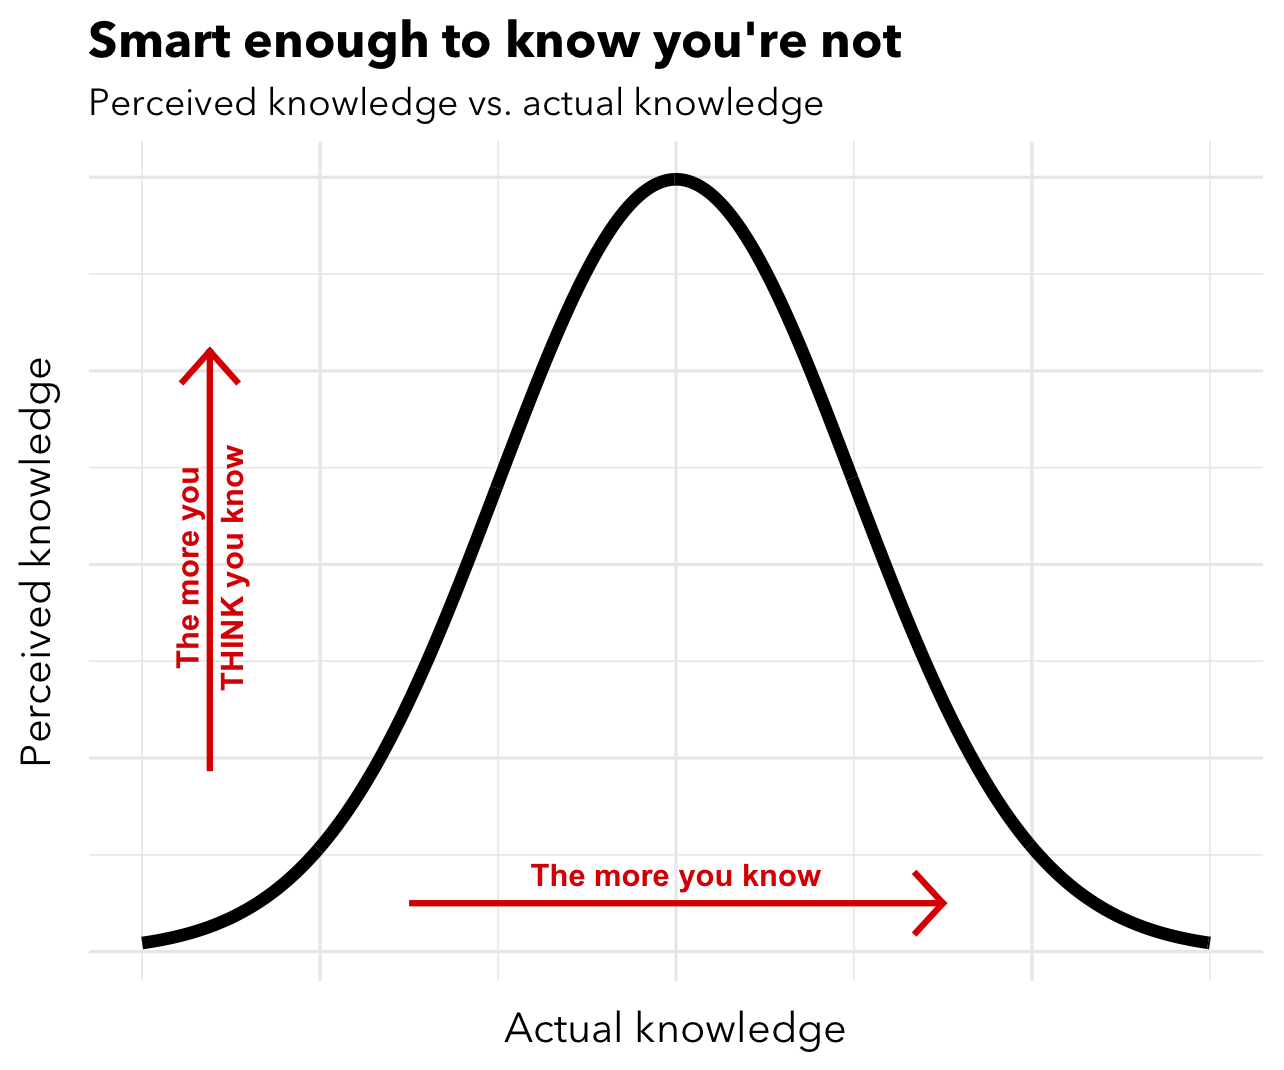 Smart enough to know you're not
Perceived knowledge vs. actual knowledge
Perceived knowledge
The more you
THINK you know
The more you know
Actual knowledge